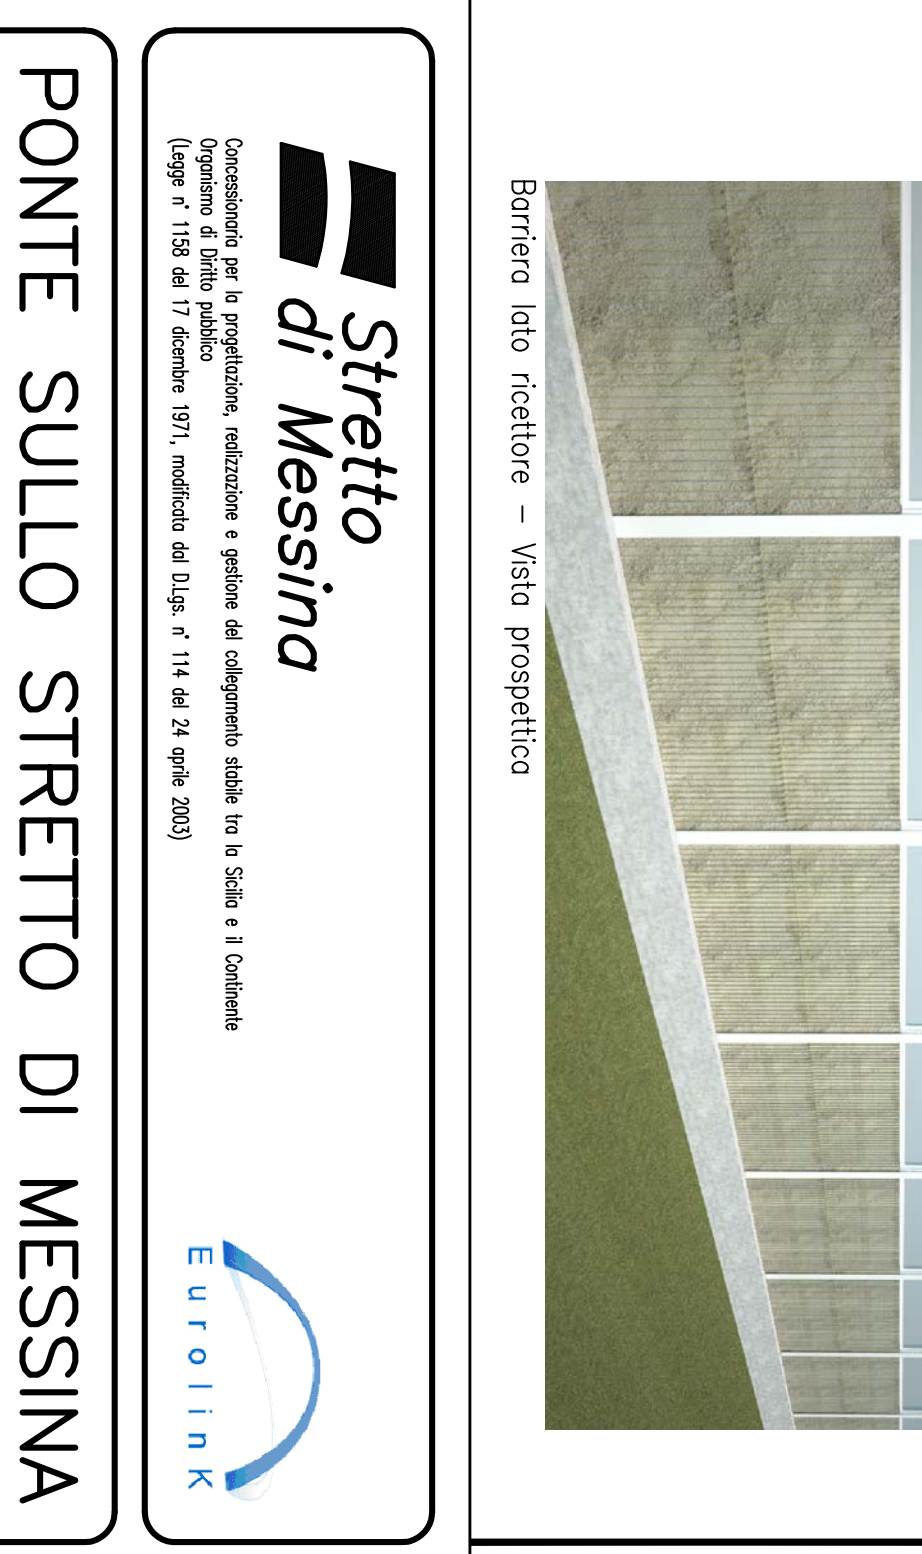 Barriera lato ricettore – Vista prospettica
Stretto
di Messina
Concessionaria per la progettazione, realizzazione e gestione del collegamento stabile tra la Sicilia e il Continente
Organismo di Diritto pubblico
(Legge n° 1158 del 17 dicembre 1971, modificata dal D.Lgs. n° 114 del 24 aprile 2003)
EurolinK
PONTE SULLO STRETTO DI MESSINA